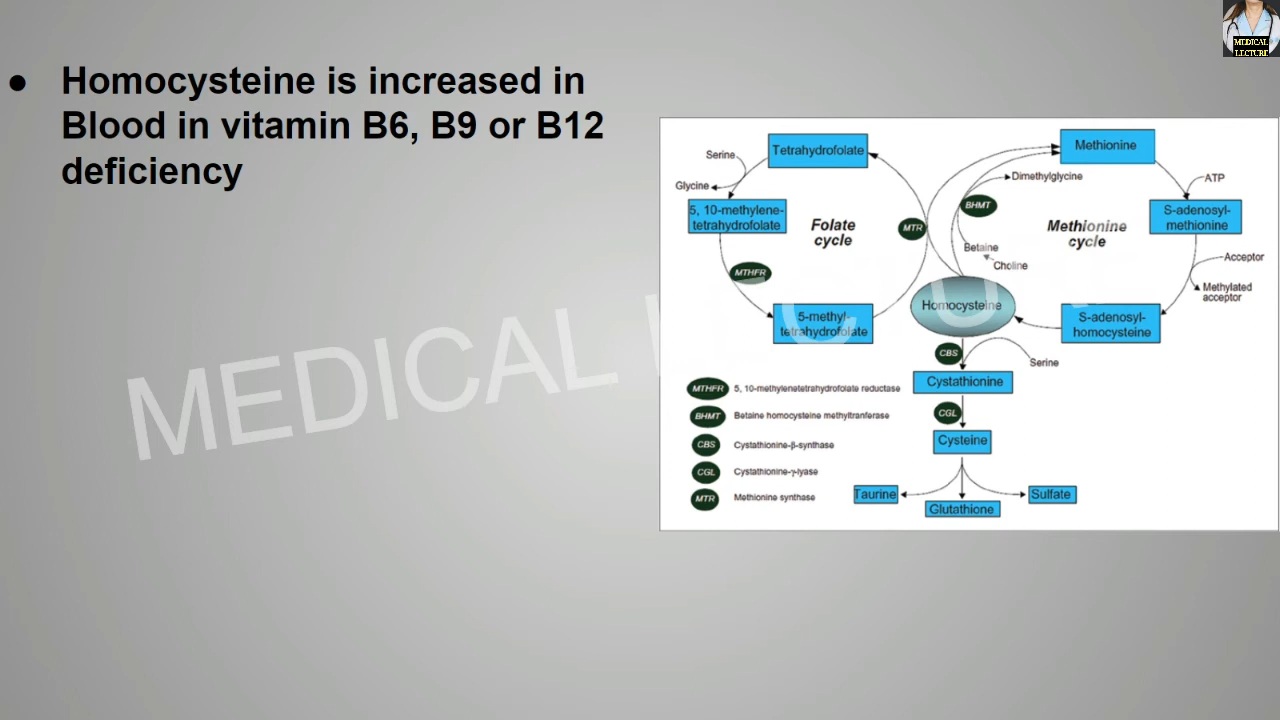 MEDICAL
LECTURE
● Homocysteine is increased in
Blood in vitamin B6, B9 or B12
deficiency
Tetrahydrofolate
Serine
Glycine
5, 10-methylene-
tetrahydrofolate
Folate
cycle
MTHFR
5-methyl-
tetrahydrofolate
MTR
Methionine
Dimethylglycine
BHMT
Betaine
Choline
Methionine
cycle
ATP
S-adenosyl-
methionine
Acceptor
Methylated
acceptor
S-adenosyl-
homocysteine
Homocysteine
CBS
Serine
Cystathionine
CGL
Cysteine
Taurine
Glutathione
Sulfate
MTHFR 5, 10-methylenetetrahydrofolate reductase
BHMT Betaine homocysteine methyltranferase
CBS Cystathionine-β-synthase
CGL Cystathionine-γ-lyase
MTR Methionine synthase
MEDICAL